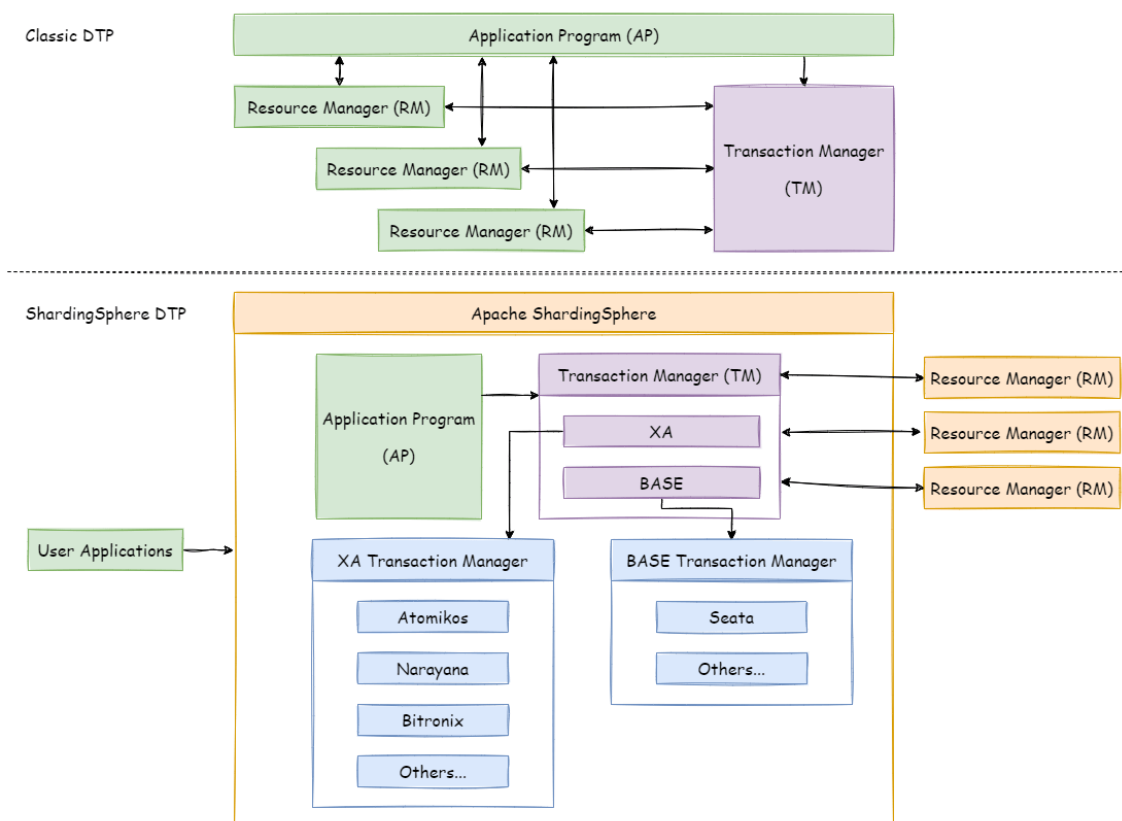 Classic DTP
Application Program (AP)
Resource Manager (RM)
Resource Manager (RM)
Resource Manager (RM)
Transaction Manager
(TM)
ShardingSphere DTP
Apache ShardingSphere
User Applications
Application Program
(AP)
Transaction Manager (TM)
XA
BASE
Resource Manager (RM)
Resource Manager (RM)
Resource Manager (RM)
XA Transaction Manager
Atomikos
Narayana
Bitronix
Others...
BASE Transaction Manager
Seata
Others...